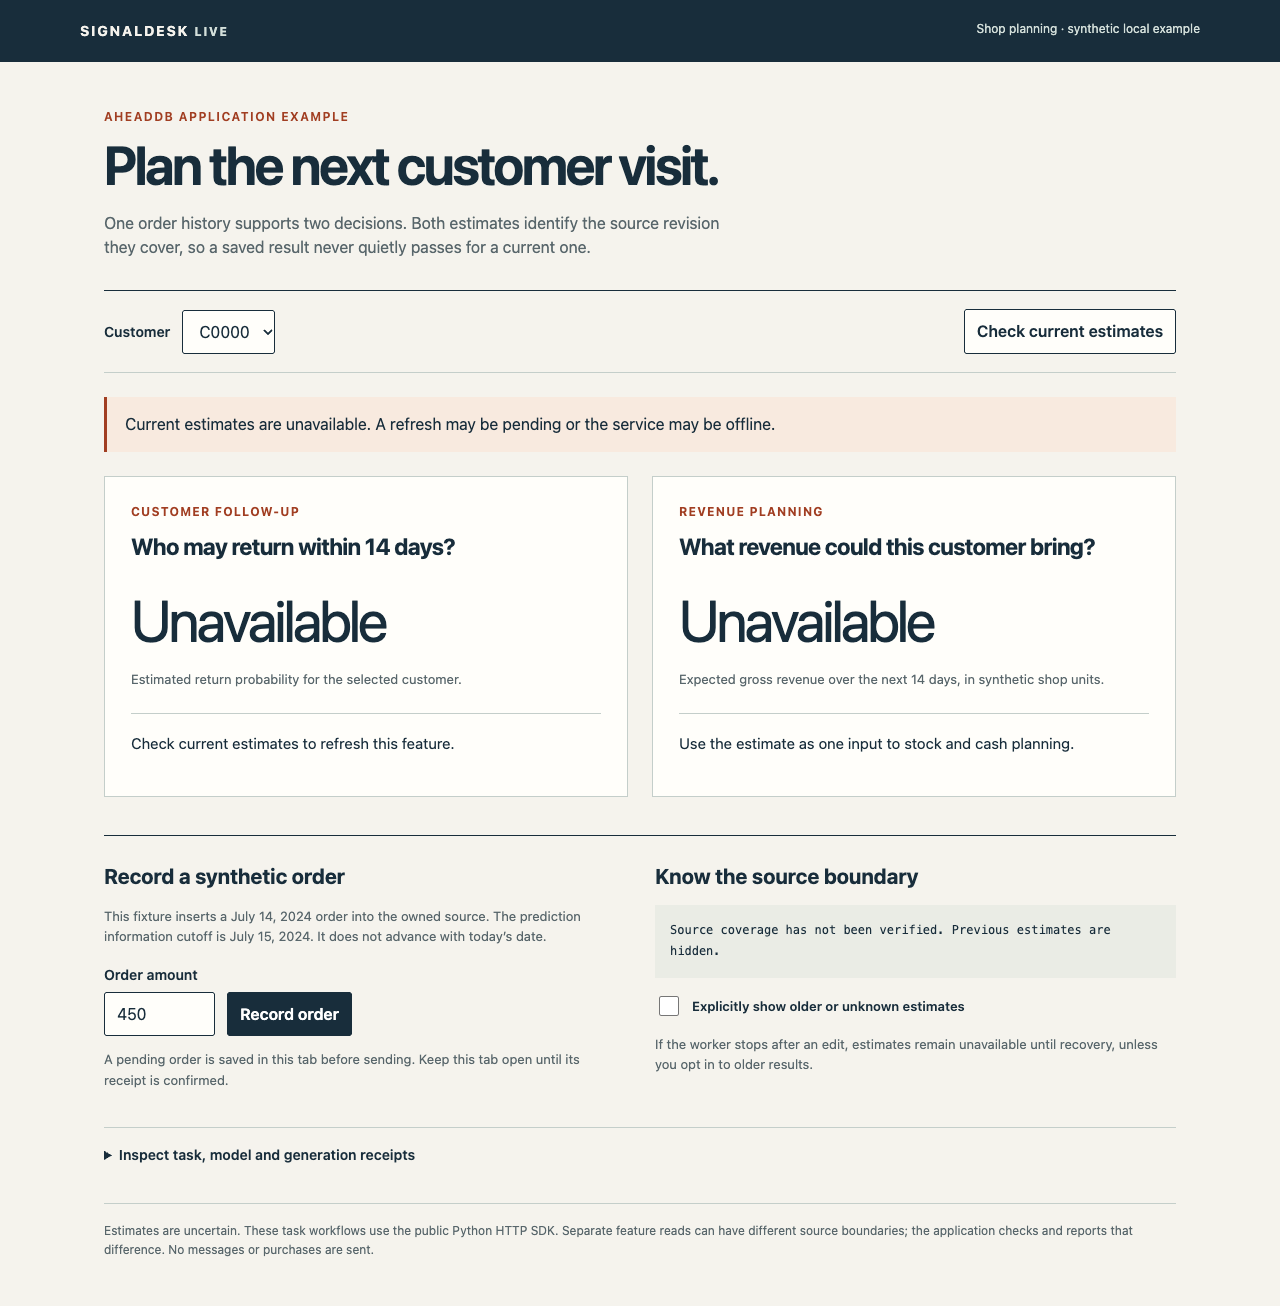 SIGNALDESK LIVE
Shop planning · synthetic local example
AHEADDB APPLICATION EXAMPLE
Plan the next customer visit.
One order history supports two decisions. Both estimates identify the source revision
they cover, so a saved result never quietly passes for a current one.
Customer
C0000
Check current estimates
Current estimates are unavailable. A refresh may be pending or the service may be offline.
CUSTOMER FOLLOW-UP
Who may return within 14 days?
Unavailable
Estimated return probability for the selected customer.
Check current estimates to refresh this feature.
REVENUE PLANNING
What revenue could this customer bring?
Unavailable
Expected gross revenue over the next 14 days, in synthetic shop units.
Use the estimate as one input to stock and cash planning.
Record a synthetic order
This fixture inserts a July 14, 2024 order into the owned source. The prediction
information cutoff is July 15, 2024. It does not advance with today’s date.
Order amount
450
Record order
A pending order is saved in this tab before sending. Keep this tab open until its
receipt is confirmed.
Know the source boundary
Source coverage has not been verified. Previous estimates are
hidden.
Explicitly show older or unknown estimates
If the worker stops after an edit, estimates remain unavailable until recovery, unless
you opt in to older results.
Inspect task, model and generation receipts
Estimates are uncertain. These task workflows use the public Python HTTP SDK. Separate feature reads can have different source boundaries; the application checks and reports that
difference. No messages or purchases are sent.